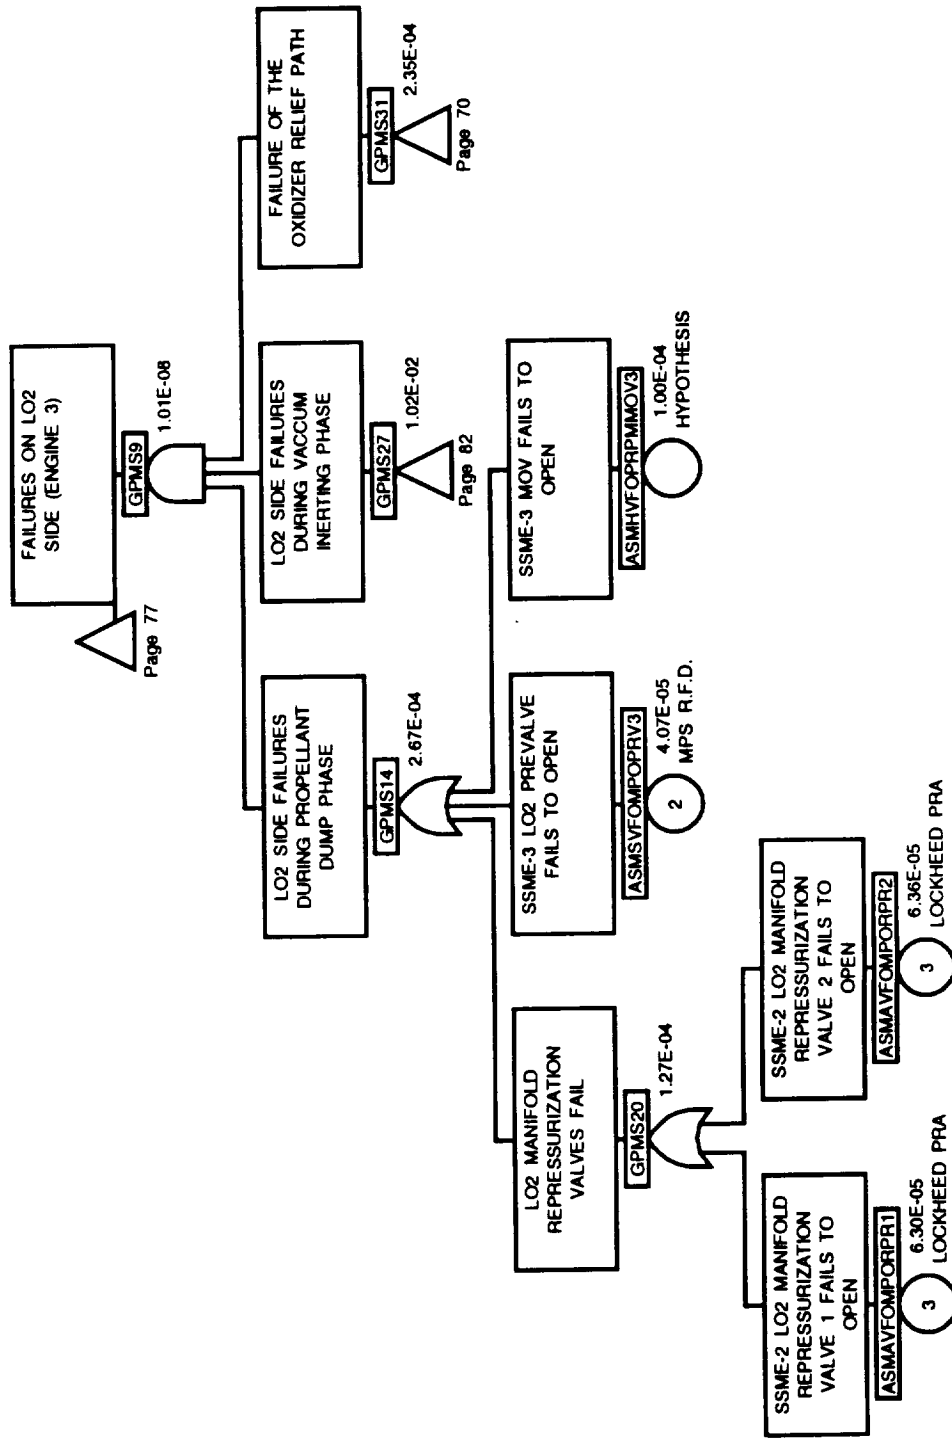 FAILURES ON LO2
SIDE (ENGINE 3)
GPMS9
1.01E-08
Page 77
LO2 SIDE FAILURES
DURING PROPELLANT
DUMP PHASE
GPMS14
2.67E-04
LO2 SIDE FAILURES
DURING VACCUM
INERTING PHASE
GPMS27
1.02E-02
Page 82
FAILURE OF THE
OXIDIZER RELIEF PATH
GPMS31
2.35E-04
Page 70
LO2 MANIFOLD
REPRESSURIZATION
VALVES FAIL
GPMS20
1.27E-04
SSME-3 LO2 PREVALVE
FAILS TO OPEN
ASMSVFOMPOPRV3
2
4.07E-05
MPS R.F.D.
SSME-3 MOV FAILS TO
OPEN
ASMHVFOPRPMMOV3
1.00E-04
HYPOTHESIS
SSME-2 LO2 MANIFOLD
REPRESSURIZATION
VALVE 1 FAILS TO
OPEN
ASMAVFOMPORPR1
3
6.30E-05
LOCKHEED PRA
SSME-2 LO2 MANIFOLD
REPRESSURIZATION
VALVE 2 FAILS TO
OPEN
ASMAVFOMPORPR2
3
6.36E-05
LOCKHEED PRA